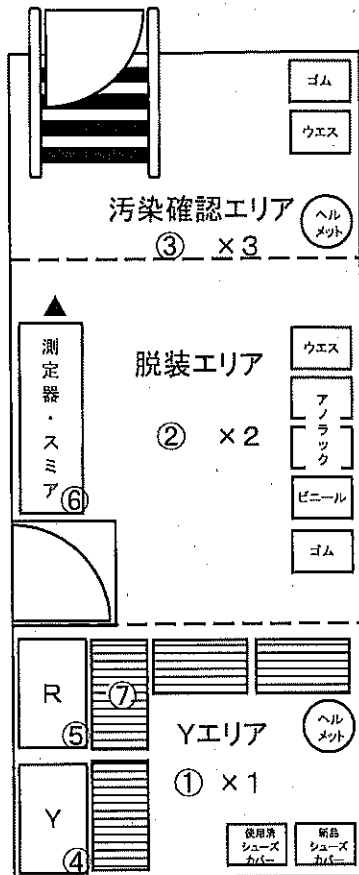 ゴム
ウエス
汚染確認エリア
ヘル
メット
③ ×3
測定器・スミア
⑥
脱装エリア
② ×2
ウエス
アノラック
ビニール
ゴム
R
⑤
⑦
Yエリア
ヘル
メット
① ×1
Y
④
使用済
シューズ
カバー
新品
シューズ
カバー